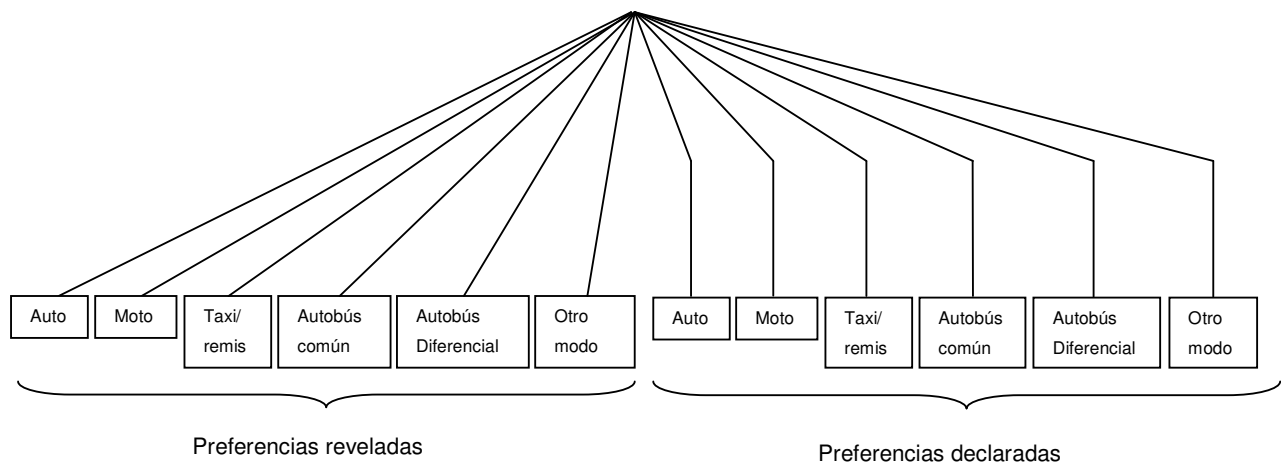 Auto
Moto
Taxi/
remis
Autobús
común
Autobús
Diferencial
Otro
modo
Auto
Moto
Taxi/
remis
Autobús
común
Autobús
Diferencial
Otro
modo
Preferencias reveladas
Preferencias declaradas